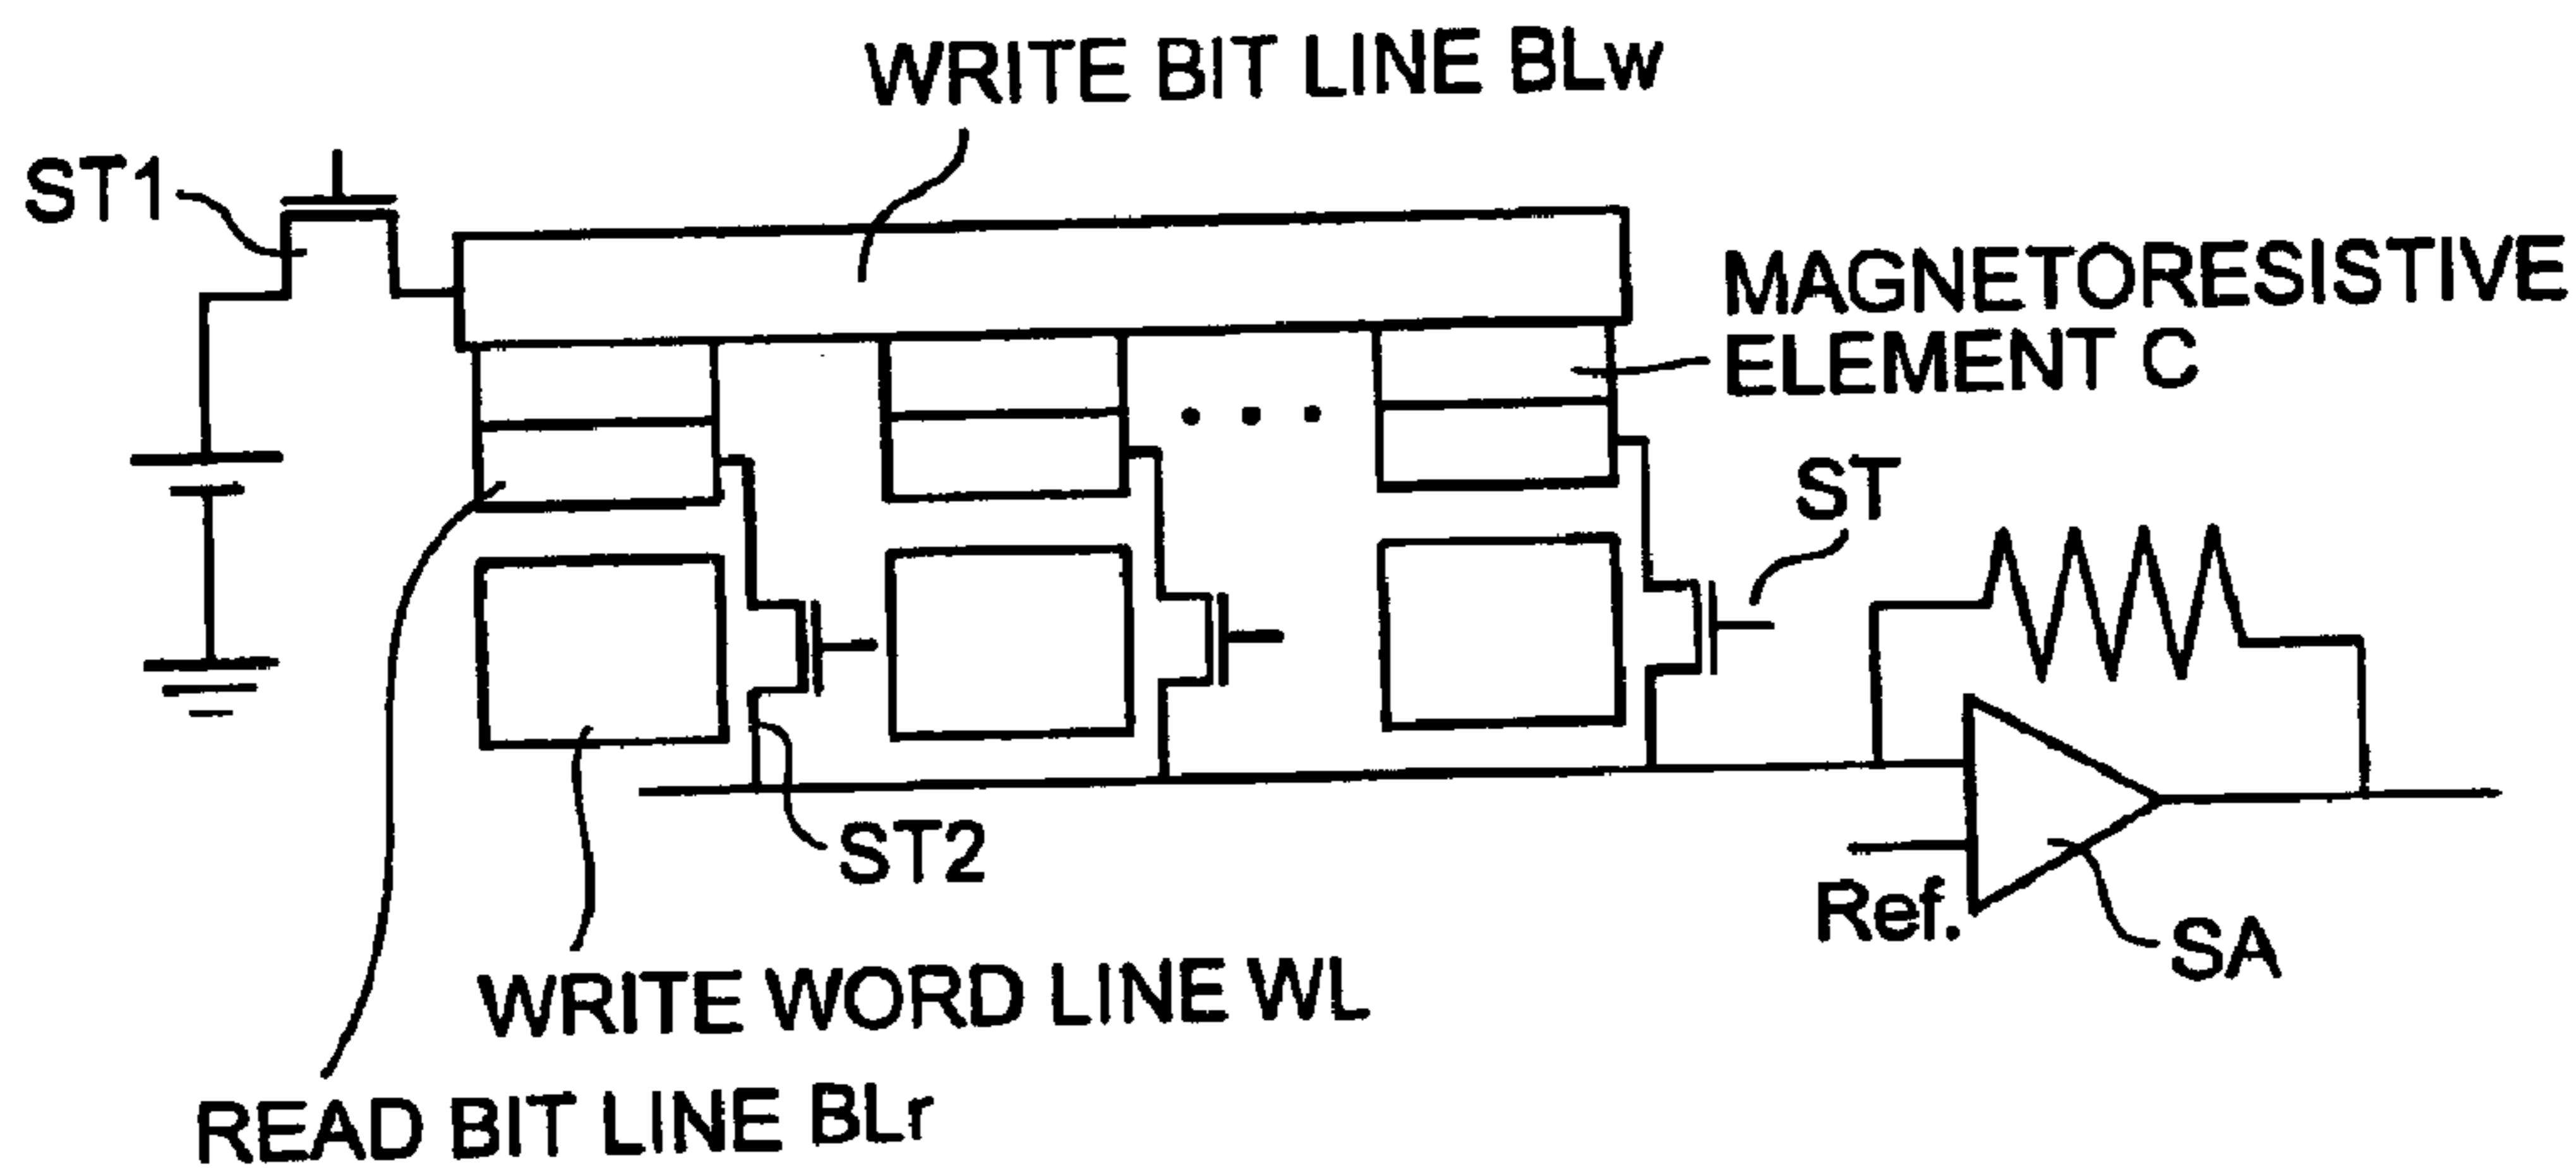 WRITE BIT LINE BLw
ST1
MAGNETORESISTIVE
ELEMENT C
ST
ST2
Ref.
SA
WRITE WORD LINE WL
READ BIT LINE BLr